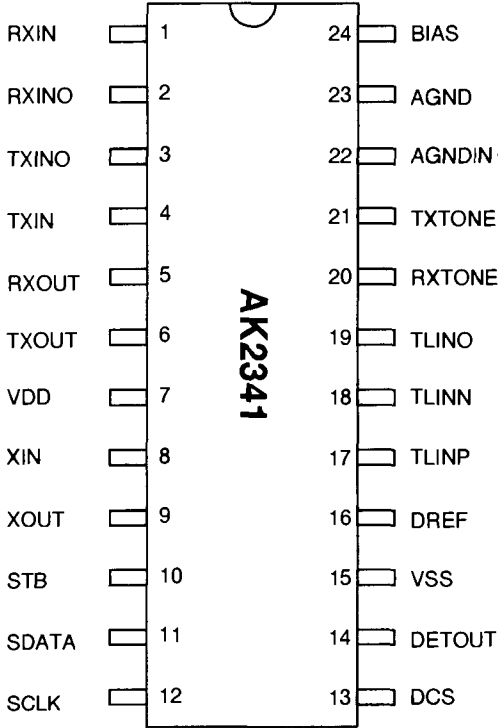 RXIN 1 24 BIAS
RXINO 2 23 AGND
TXINO 3 22 AGNDIN
TXIN 4 21 TXTONE
RXOUT 5 20 RXTONE
TXOUT 6 19 TLINO
VDD 7 18 TLINN
XIN 8 17 TLINP
XOUT 9 16 DREF
STB 10 15 VSS
SDATA 11 14 DETOUT
SCLK 12 13 DCS
AK2341